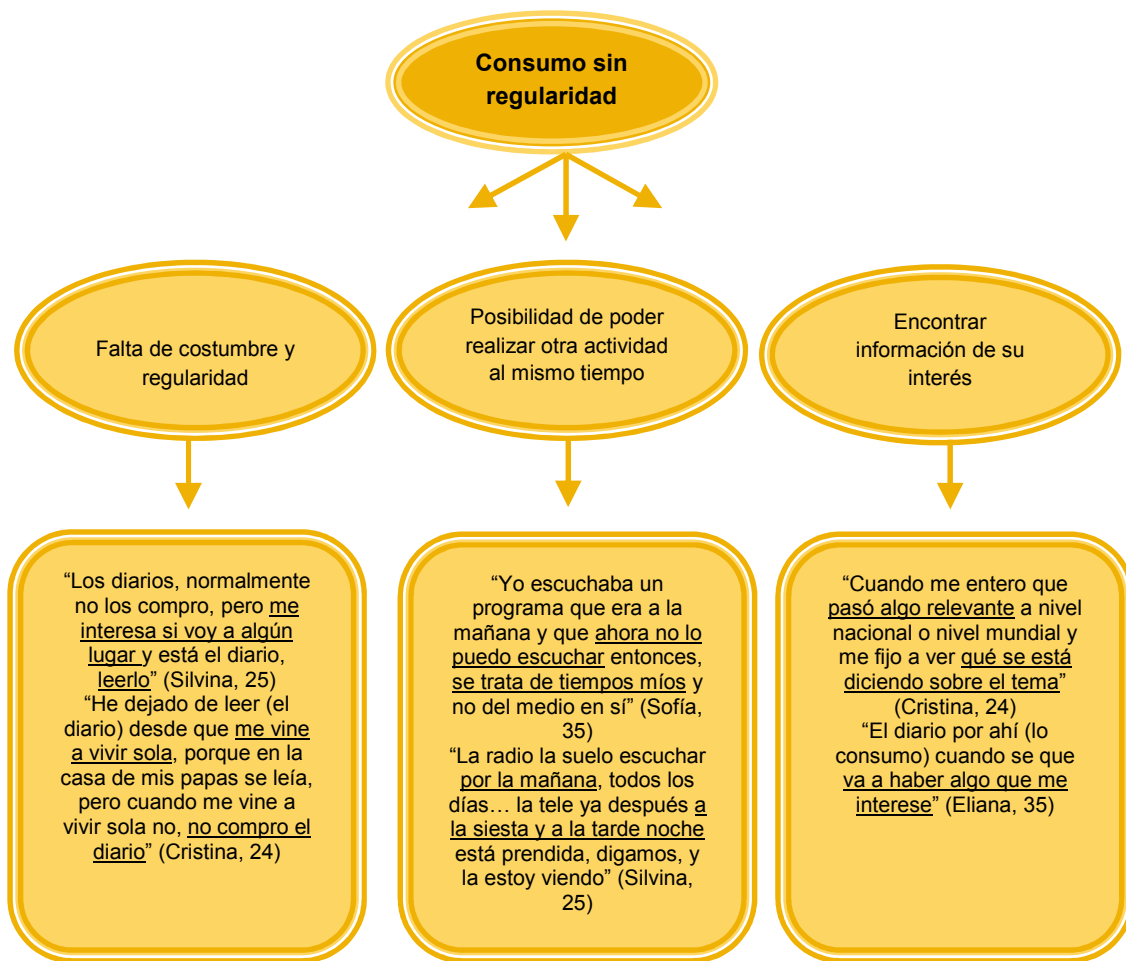 Consumo sin
regularidad
Falta de costumbre y
regularidad
Posibilidad de poder
realizar otra actividad
al mismo tiempo
Encontrar
información de su
interés
“Los diarios, normalmente
no los compro, pero me
interesa si voy a algún
lugar y está el diario,
leerlo” (Silvina, 25)
“He dejado de leer (el
diario) desde que me vine
a vivir sola, porque en la
casa de mis papas se leía,
pero cuando me vine a
vivir sola no, no compro el
diario” (Cristina, 24)
“Yo escuchaba un
programa que era a la
mañana y que ahora no lo
puedo escuchar entonces,
se trata de tiempos míos y
no del medio en sí” (Sofía,
35)
“La radio la suelo escuchar
por la mañana, todos los
días… la tele ya después a
la siesta y a la tarde noche
está prendida, digamos, y
la estoy viendo” (Silvina,
25)
“Cuando me entero que
pasó algo relevante a nivel
nacional o nivel mundial y
me fijo a ver qué se está
diciendo sobre el tema”
(Cristina, 24)
“El diario por ahí (lo
consumo) cuando se que
va a haber algo que me
interese” (Eliana, 35)